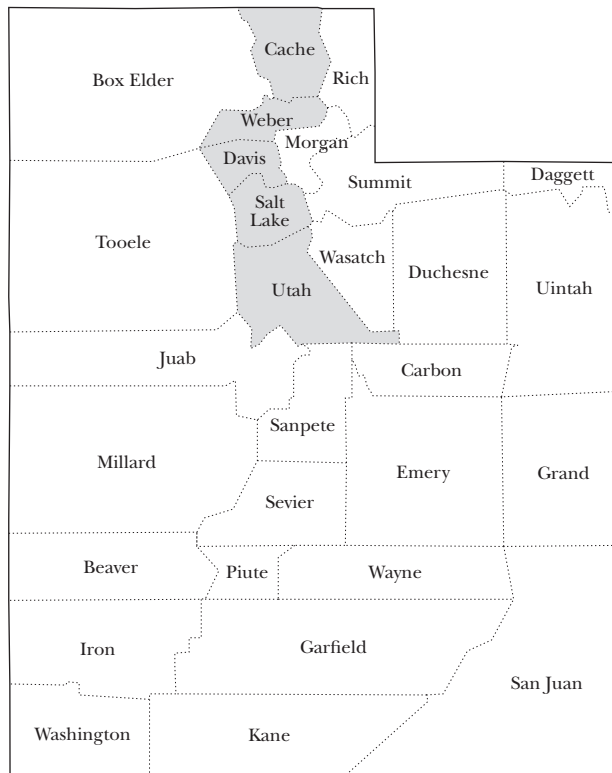 Cache
Rich
Box Elder
Weber
Morgan
Davis
Summit
Daggett
Salt
Lake
Tooele
Wasatch
Duchesne
Uintah
Utah
Juab
Carbon
Sanpete
Millard
Emery
Grand
Sevier
Beaver
Piute
Wayne
Iron
Garfield
San Juan
Washington
Kane